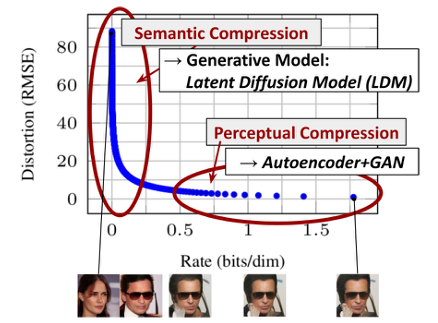 Semantic Compression
→ Generative Model:
Latent Diffusion Model (LDM)
Perceptual Compression
→ Autoencoder+GAN
Distortion (RMSE)
80
60
40
20
0
0
0.5
1
1.5
Rate (bits/dim)